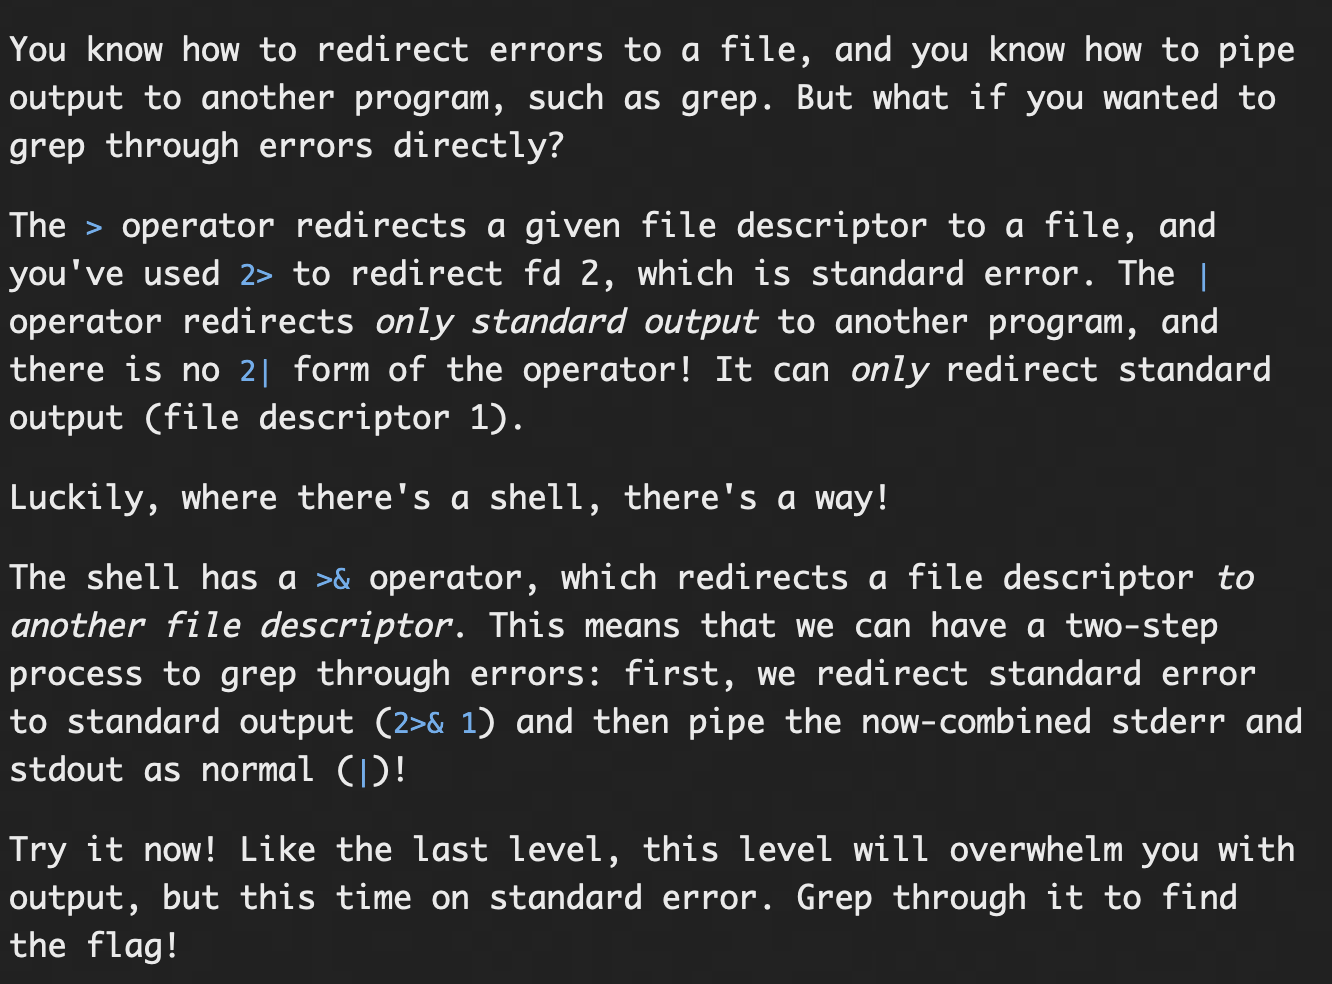 You know how to redirect errors to a file, and you know how to pipe
output to another program, such as grep. But what if you wanted to
grep through errors directly?
The > operator redirects a given file descriptor to a file, and
you've used 2> to redirect fd 2, which is standard error. The |
operator redirects only standard output to another program, and
there is no 2| form of the operator! It can only redirect standard
output (file descriptor 1).
Luckily, where there's a shell, there's a way!
The shell has a >& operator, which redirects a file descriptor to
another file descriptor. This means that we can have a two-step
process to grep through errors: first, we redirect standard error
to standard output (2>& 1) and then pipe the now-combined stderr and
stdout as normal (|)!
Try it now! Like the last level, this level will overwhelm you with
output, but this time on standard error. Grep through it to find
the flag!